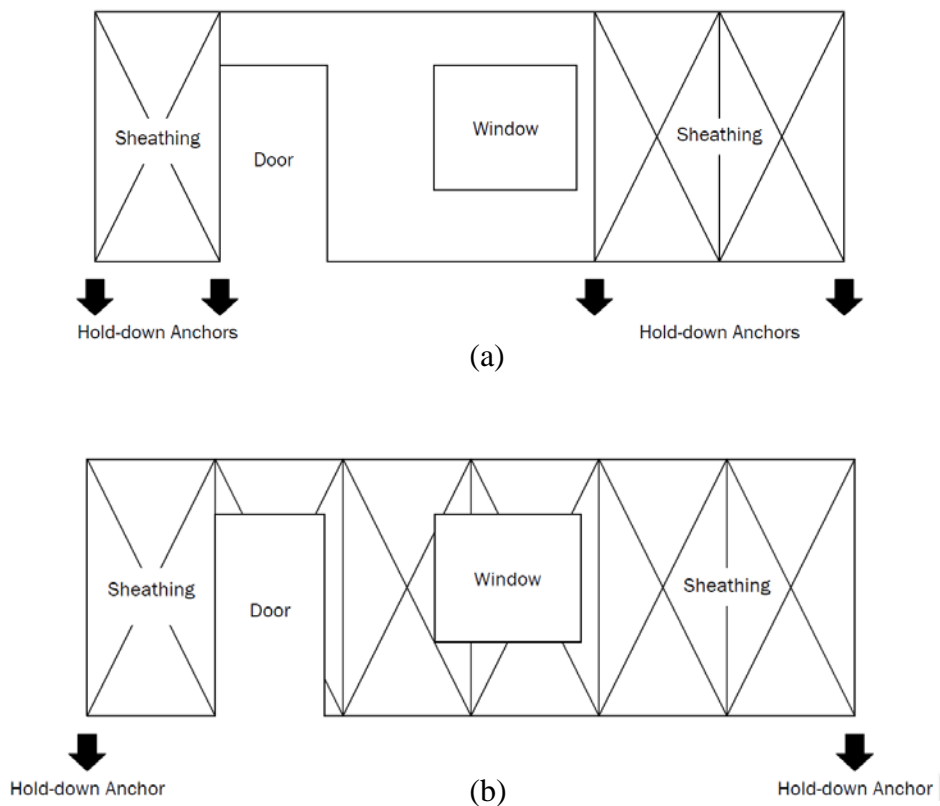 Sheathing
Door
Window
Sheathing
Hold-down Anchors
Hold-down Anchors
(a)
Sheathing
Door
Window
Sheathing
Hold-down Anchor
Hold-down Anchor
(b)